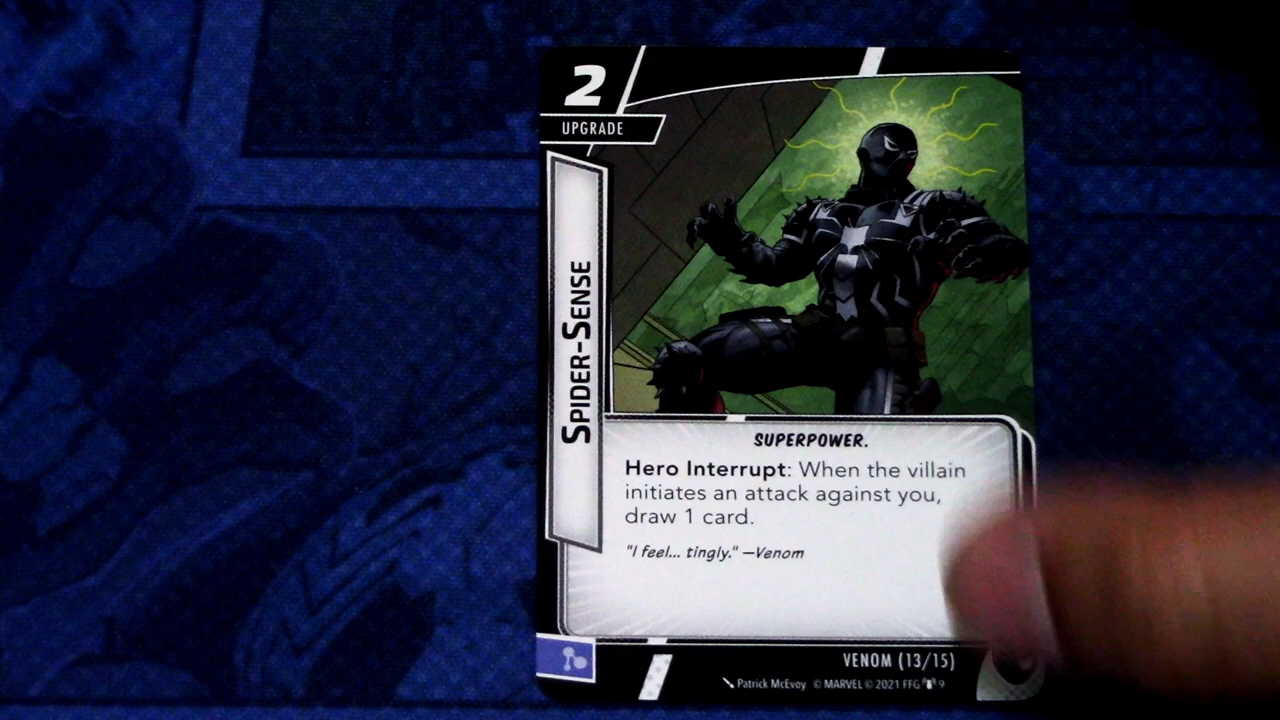 2
UPGRADE
SPIDER-SENSE
SUPERPOWER.
Hero Interrupt: When the villain
initiates an attack against you,
draw 1 card.
"I feel... tingly." —Venom
VENOM (13/15)
Patrick McEvoy © MARVEL © 2021 FFG 9